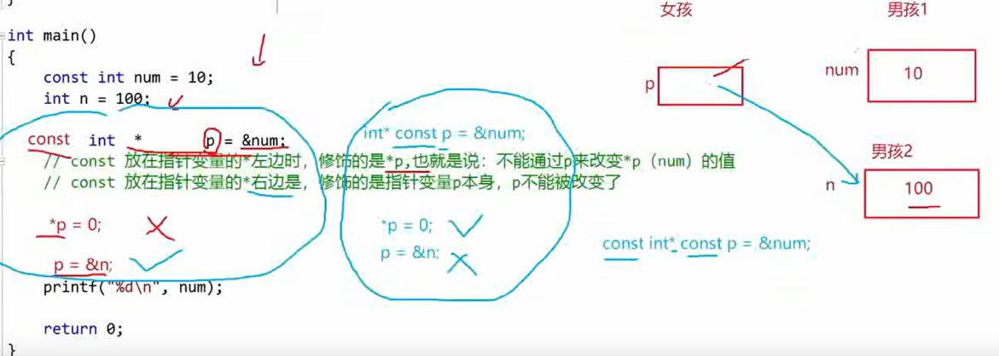 }
int main()
{
const int num = 10;
int n = 100;
const int * p = &num;
// const 放在指针变量的*左边时，修饰的是*p,也就是说：不能通过p来改变*p（num）的值
// const 放在指针变量的*右边是，修饰的是指针变量p本身，p不能被改变了
*p = 0;
p = &n;
printf("%d\n", num);
return 0;
}
int* const p = &num;
*p = 0;
p = &n;
const int* const p = &num;
女孩
p
男孩1
num
10
男孩2
n
100